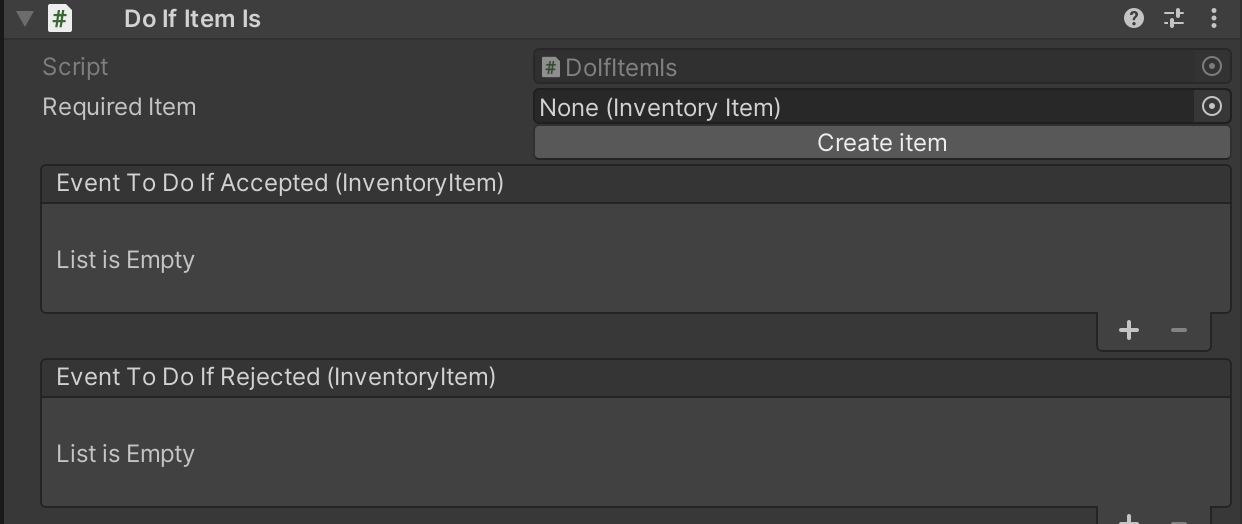 Do If Item Is
Script
# DoIfItemIs
Required Item
None (Inventory Item)
Create item
Event To Do If Accepted (InventoryItem)
List is Empty
Event To Do If Rejected (InventoryItem)
List is Empty